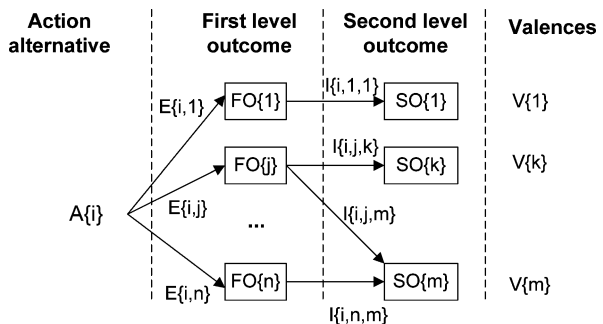 Action alternative
First level outcome
Second level outcome
Valences
E{i,1}
FO{1}
I{i,1,1}
SO{1}
V{1}
FO{j}
I{i,j,k}
SO{k}
V{k}
A{i}
E{i,j}
...
I{i,j,m}
E{i,n}
FO{n}
SO{m}
V{m}
I{i,n,m}